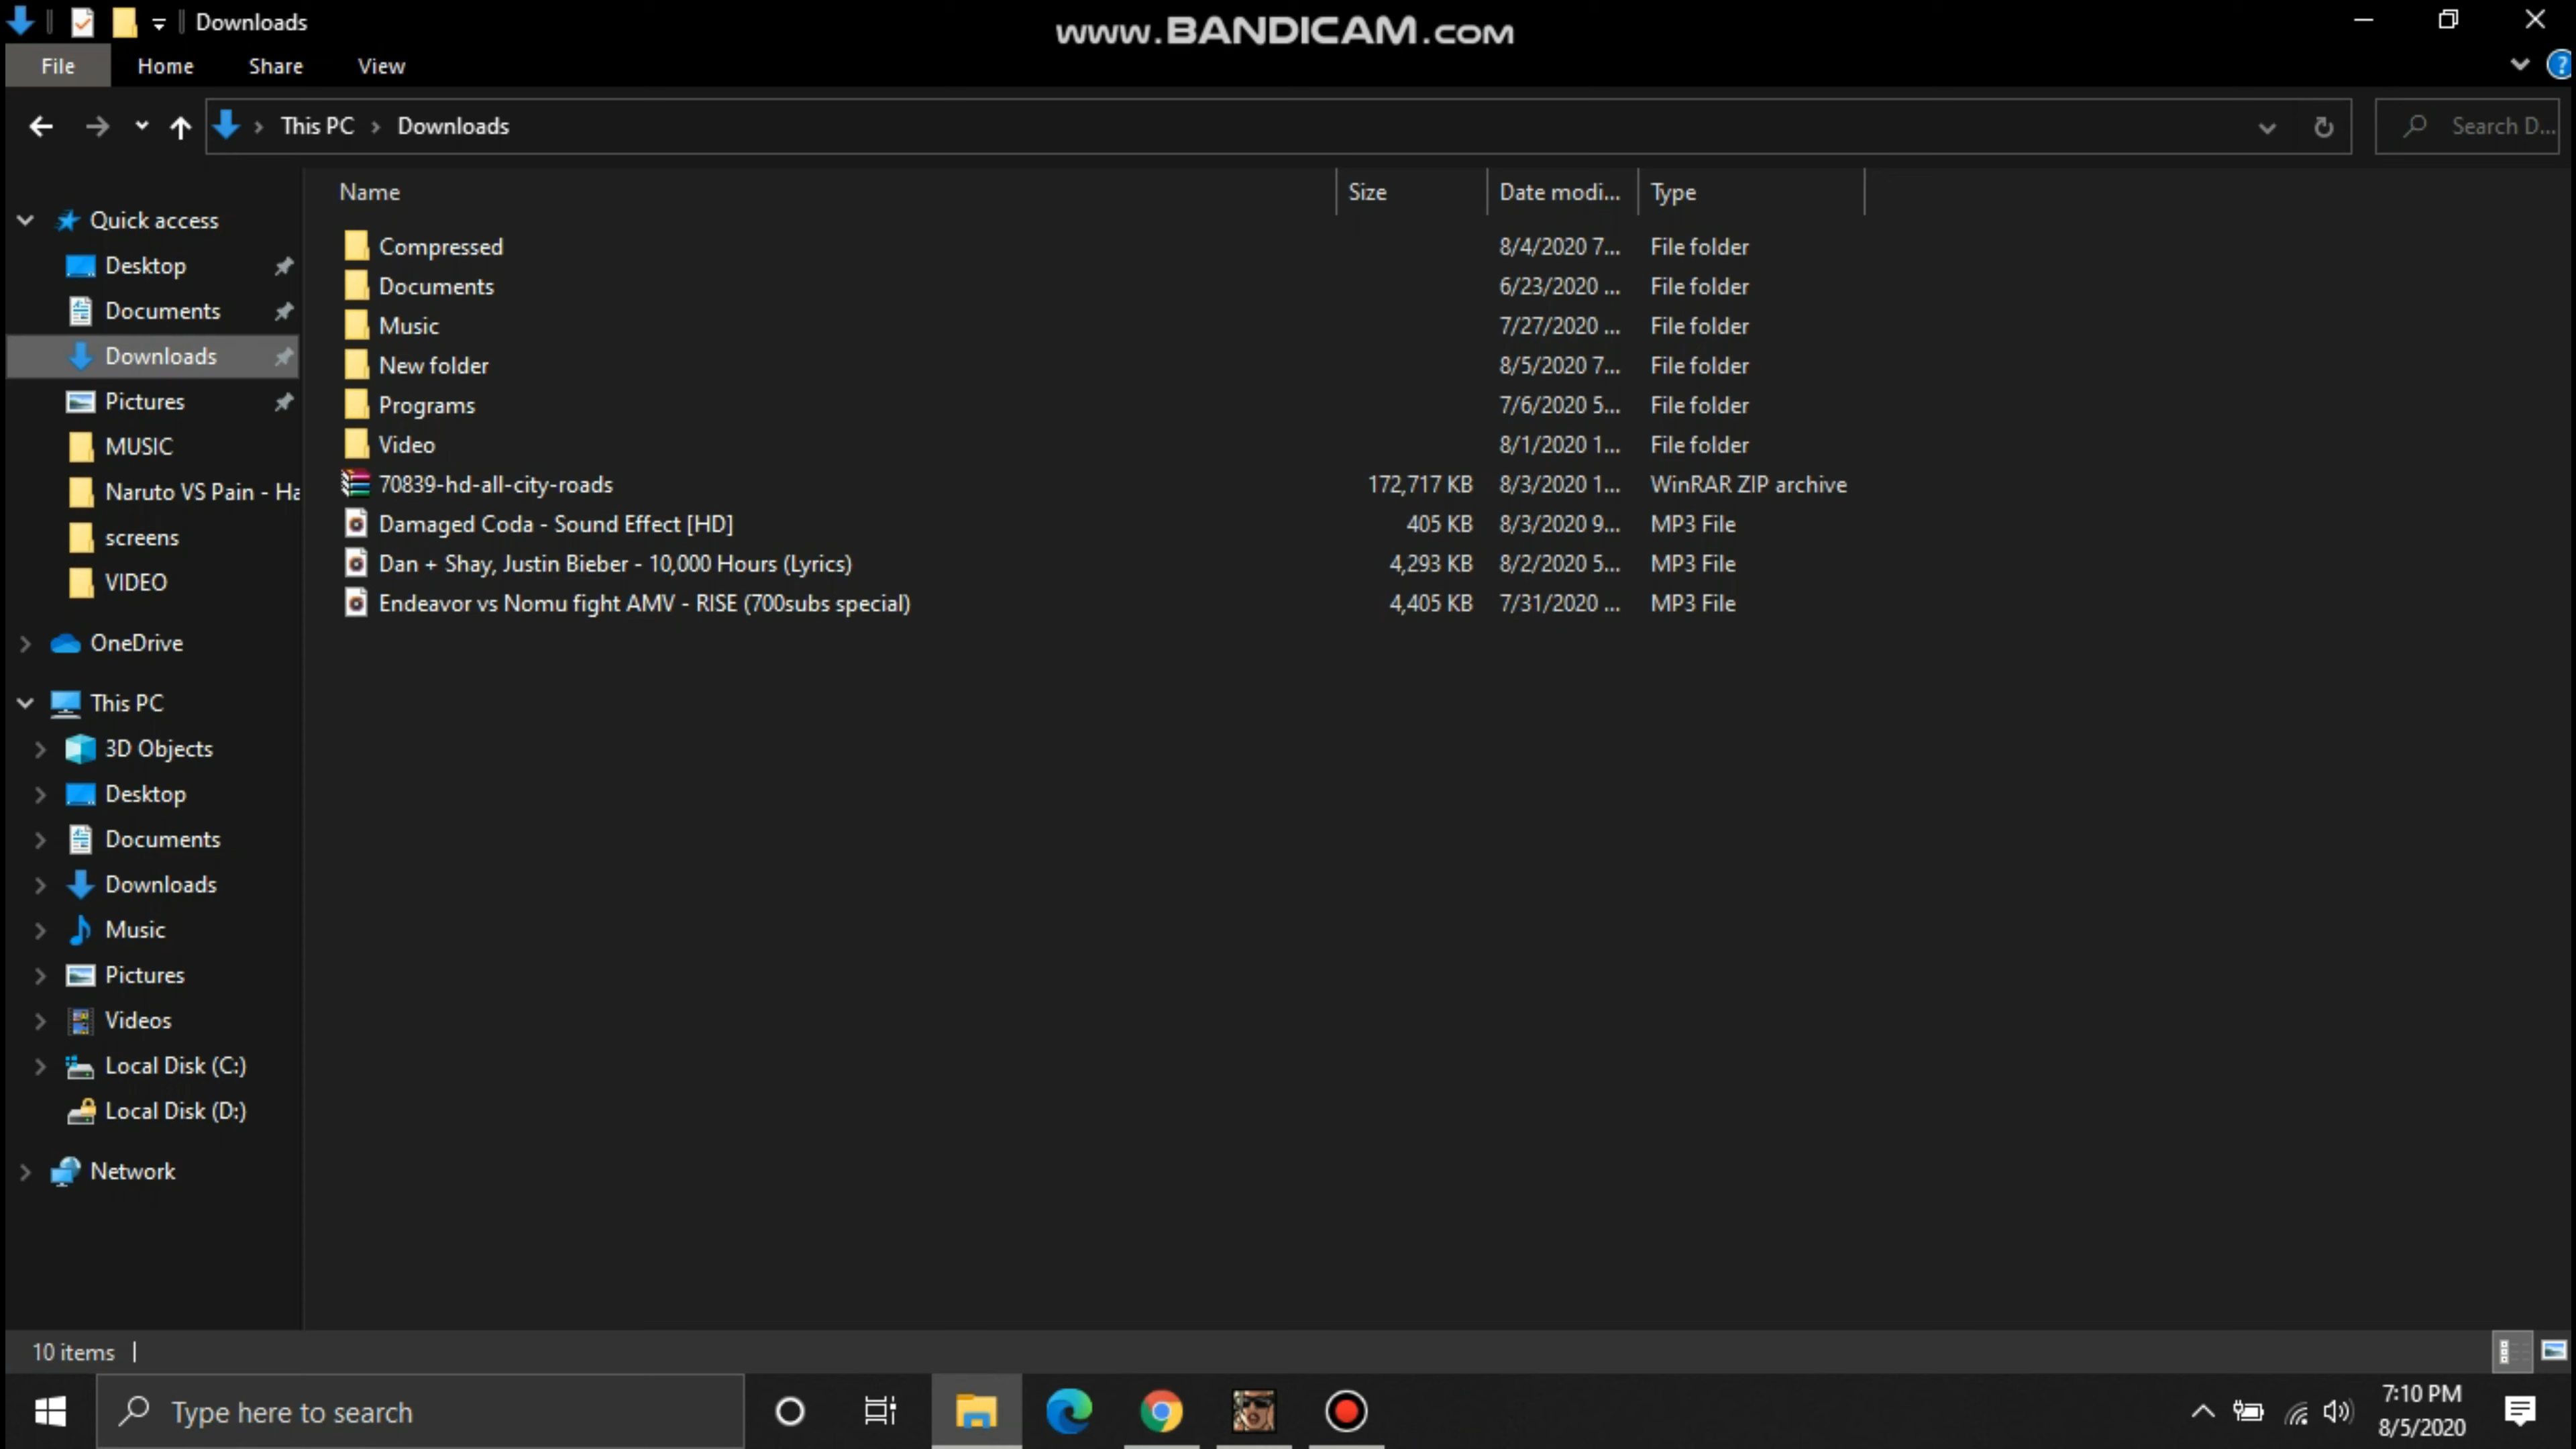 Downloads
www.BANDICAM.com
File Home Share View
This PC Downloads
Search D...
Name Size Date modi... Type
Quick access
Desktop
Documents
Downloads
Pictures
MUSIC
Naruto VS Pain - Ha
screens
VIDEO
OneDrive
This PC
3D Objects
Desktop
Documents
Downloads
Music
Pictures
Videos
Local Disk (C:)
Local Disk (D:)
Network
Compressed 8/4/2020 7... File folder
Documents 6/23/2020 ... File folder
Music 7/27/2020 ... File folder
New folder 8/5/2020 7... File folder
Programs 7/6/2020 5... File folder
Video 8/1/2020 1... File folder
70839-hd-all-city-roads 172,717 KB 8/3/2020 1... WinRAR ZIP archive
Damaged Coda - Sound Effect [HD] 405 KB 8/3/2020 9... MP3 File
Dan + Shay, Justin Bieber - 10,000 Hours (Lyrics) 4,293 KB 8/2/2020 5... MP3 File
Endeavor vs Nomu fight AMV - RISE (700subs special) 4,405 KB 7/31/2020 ... MP3 File
10 items
Type here to search
7:10 PM
8/5/2020